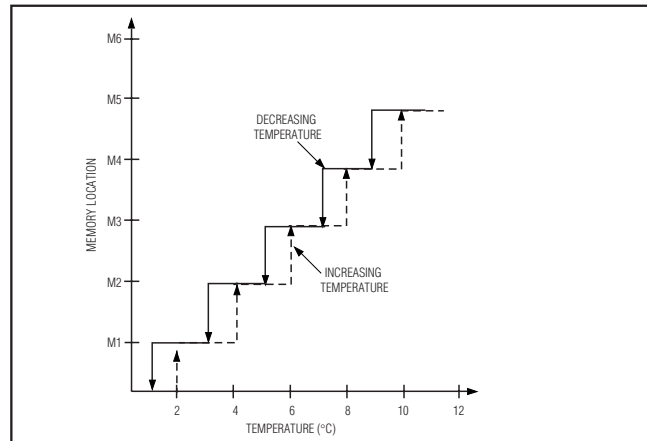 M6
M5
M4
M3
M2
M1
MEMORY LOCATION
DECREASING
TEMPERATURE
INCREASING
TEMPERATURE
2 4 6 8 10 12
TEMPERATURE (°C)